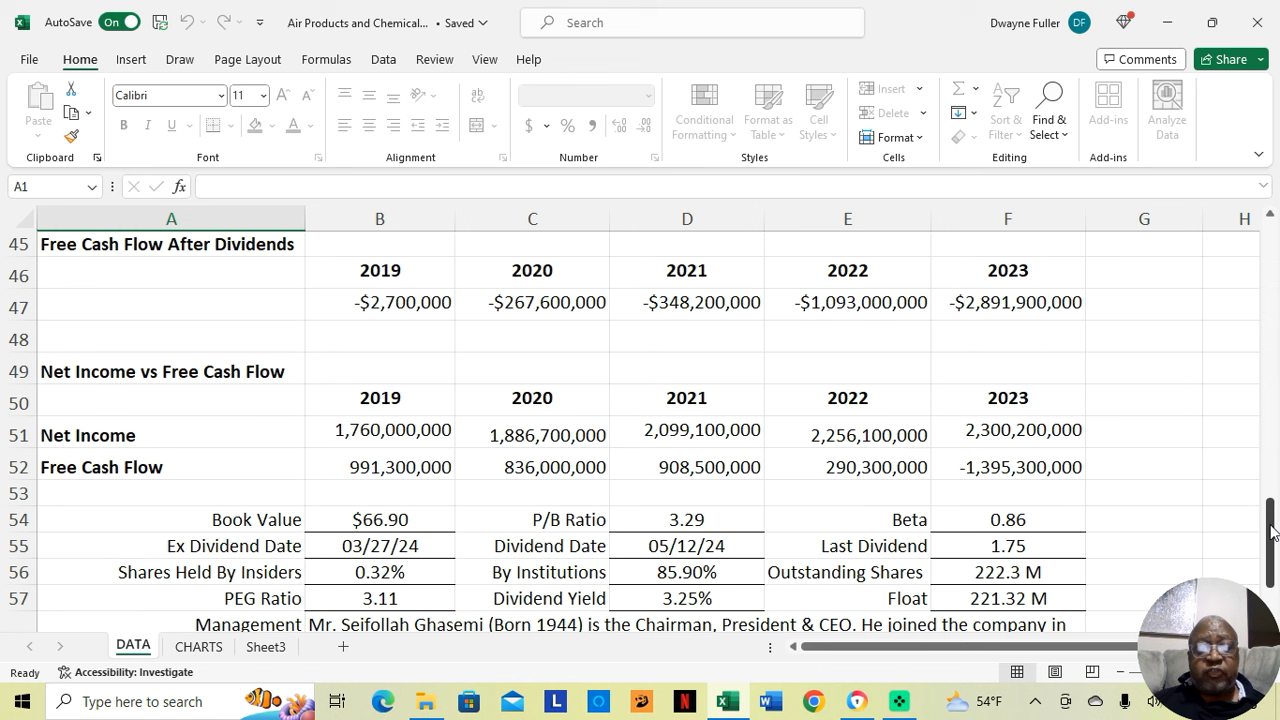 AutoSave On Air Products and Chemical... • Saved Search Dwayne Fuller DF
File Home Insert Draw Page Layout Formulas Data Review View Help Comments Share
Paste Calibri 11 Conditional Formatting Format as Table Cell Styles Insert Delete Format Sort & Filter Find & Select Add-ins Analyze Data
Clipboard Font Alignment Number Styles Cells Editing Add-ins
A1 fx
A B C D E F G H
45 Free Cash Flow After Dividends
46 2019 2020 2021 2022 2023
47 -$2,700,000 -$267,600,000 -$348,200,000 -$1,093,000,000 -$2,891,900,000
48
49 Net Income vs Free Cash Flow
50 2019 2020 2021 2022 2023
51 Net Income 1,760,000,000 1,886,700,000 2,099,100,000 2,256,100,000 2,300,200,000
52 Free Cash Flow 991,300,000 836,000,000 908,500,000 290,300,000 -1,395,300,000
53
54 Book Value $66.90 P/B Ratio 3.29 Beta 0.86
55 Ex Dividend Date 03/27/24 Dividend Date 05/12/24 Last Dividend 1.75
56 Shares Held By Insiders 0.32% By Institutions 85.90% Outstanding Shares 222.3 M
57 PEG Ratio 3.11 Dividend Yield 3.25% Float 221.32 M
Management Mr. Seifollah Ghasemi (Born 1944) is the Chairman, President & CEO. He joined the company in
DATA CHARTS Sheet3
Ready Accessibility: Investigate
Type here to search 54°F